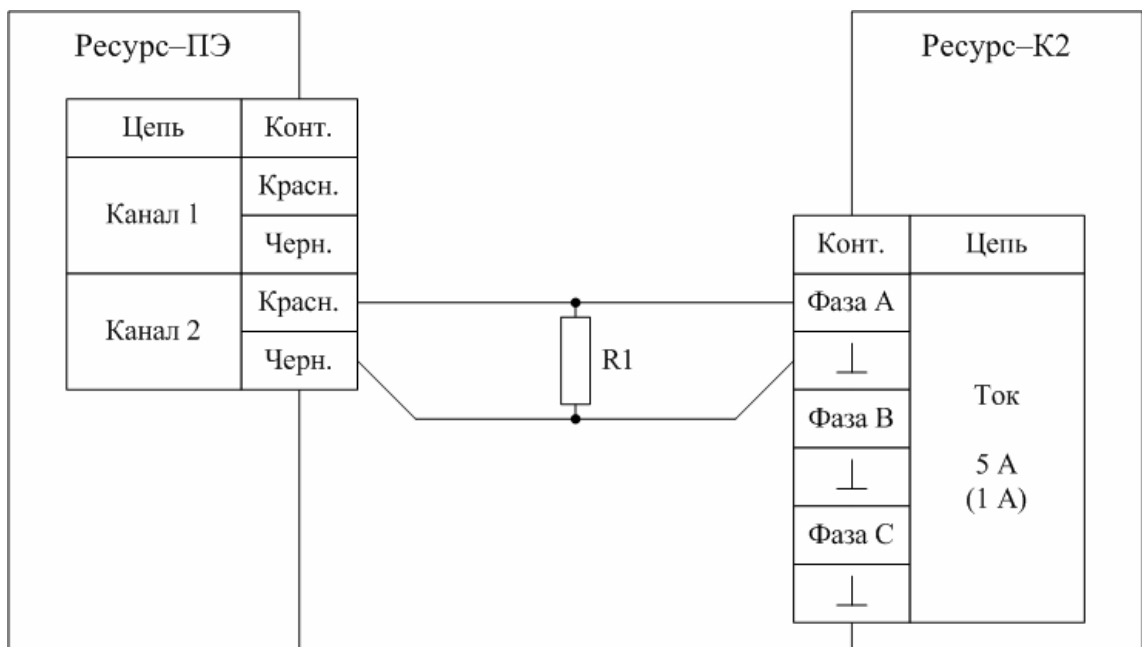 Ресурс–ПЭ
Цепь Конт.
Канал 1
Красн.
Черн.
Канал 2
Красн.
Черн.
R1
Ресурс–К2
Конт. Цепь
Фаза А
Фаза В
Фаза С
Ток
5 А
(1 А)